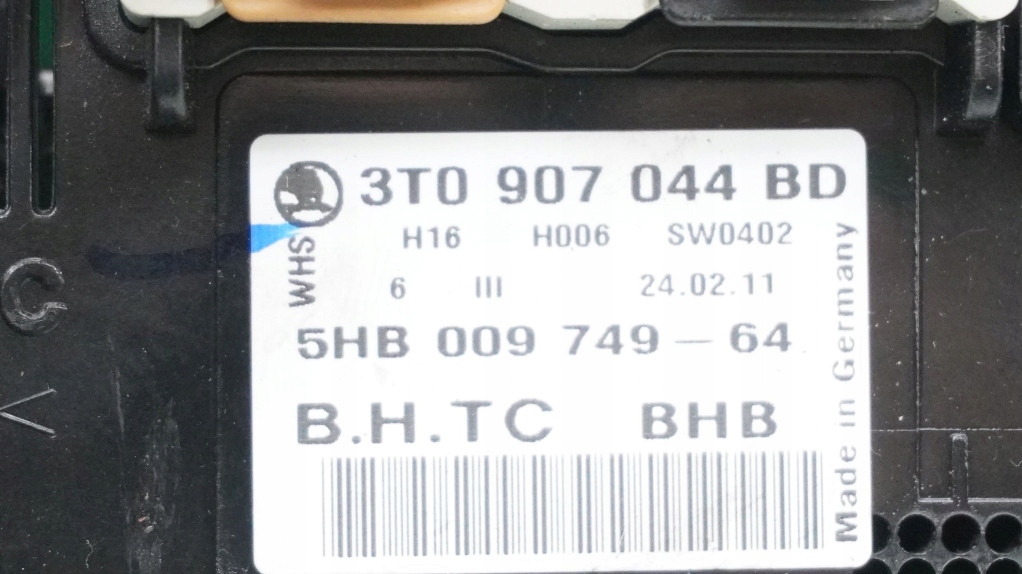 3T0 907 044 BD
H16 H006 SW0402
WHS
6 III 24.02.11
5HB 009 749-64
B.H.TC BHB
Made in Germany